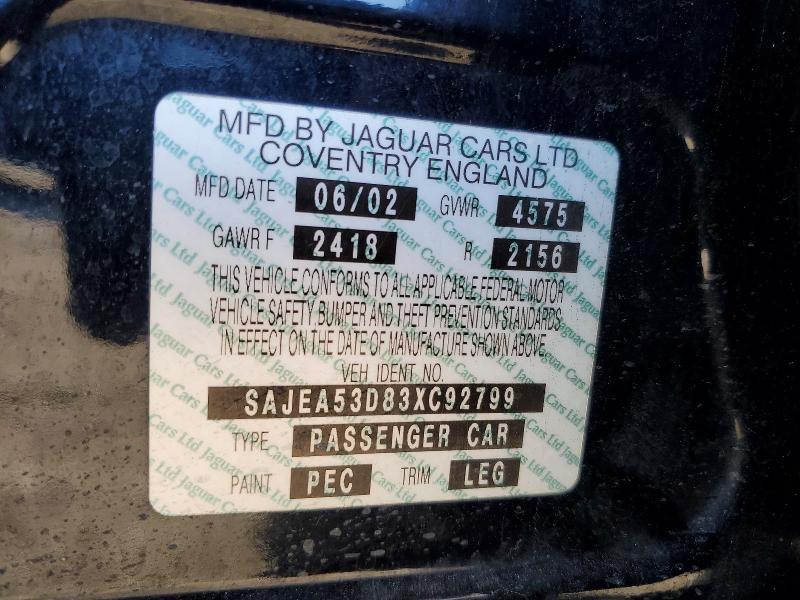 MFD BY JAGUAR CARS LTD
COVENTRY ENGLAND
MFD DATE 06/02 GVWR 4575
GAWR F 2418 R 2156
THIS VEHICLE CONFORMS TO ALL APPLICABLE FEDERAL MOTOR
VEHICLE SAFETY BUMPER AND THEFT PREVENTION STANDARDS
IN EFFECT ON THE DATE OF MANUFACTURE SHOWN ABOVE.
VEH. IDENT. NO.
SAJEA53D83XC92799
TYPE PASSENGER CAR
PAINT PEC TRIM LEG